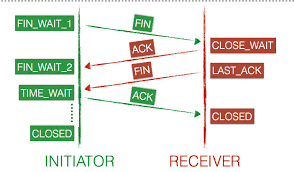 FIN_WAIT_1
FIN
ACK
CLOSE_WAIT
FIN_WAIT_2
FIN
LAST_ACK
TIME_WAIT
ACK
CLOSED
CLOSED
INITIATOR
RECEIVER